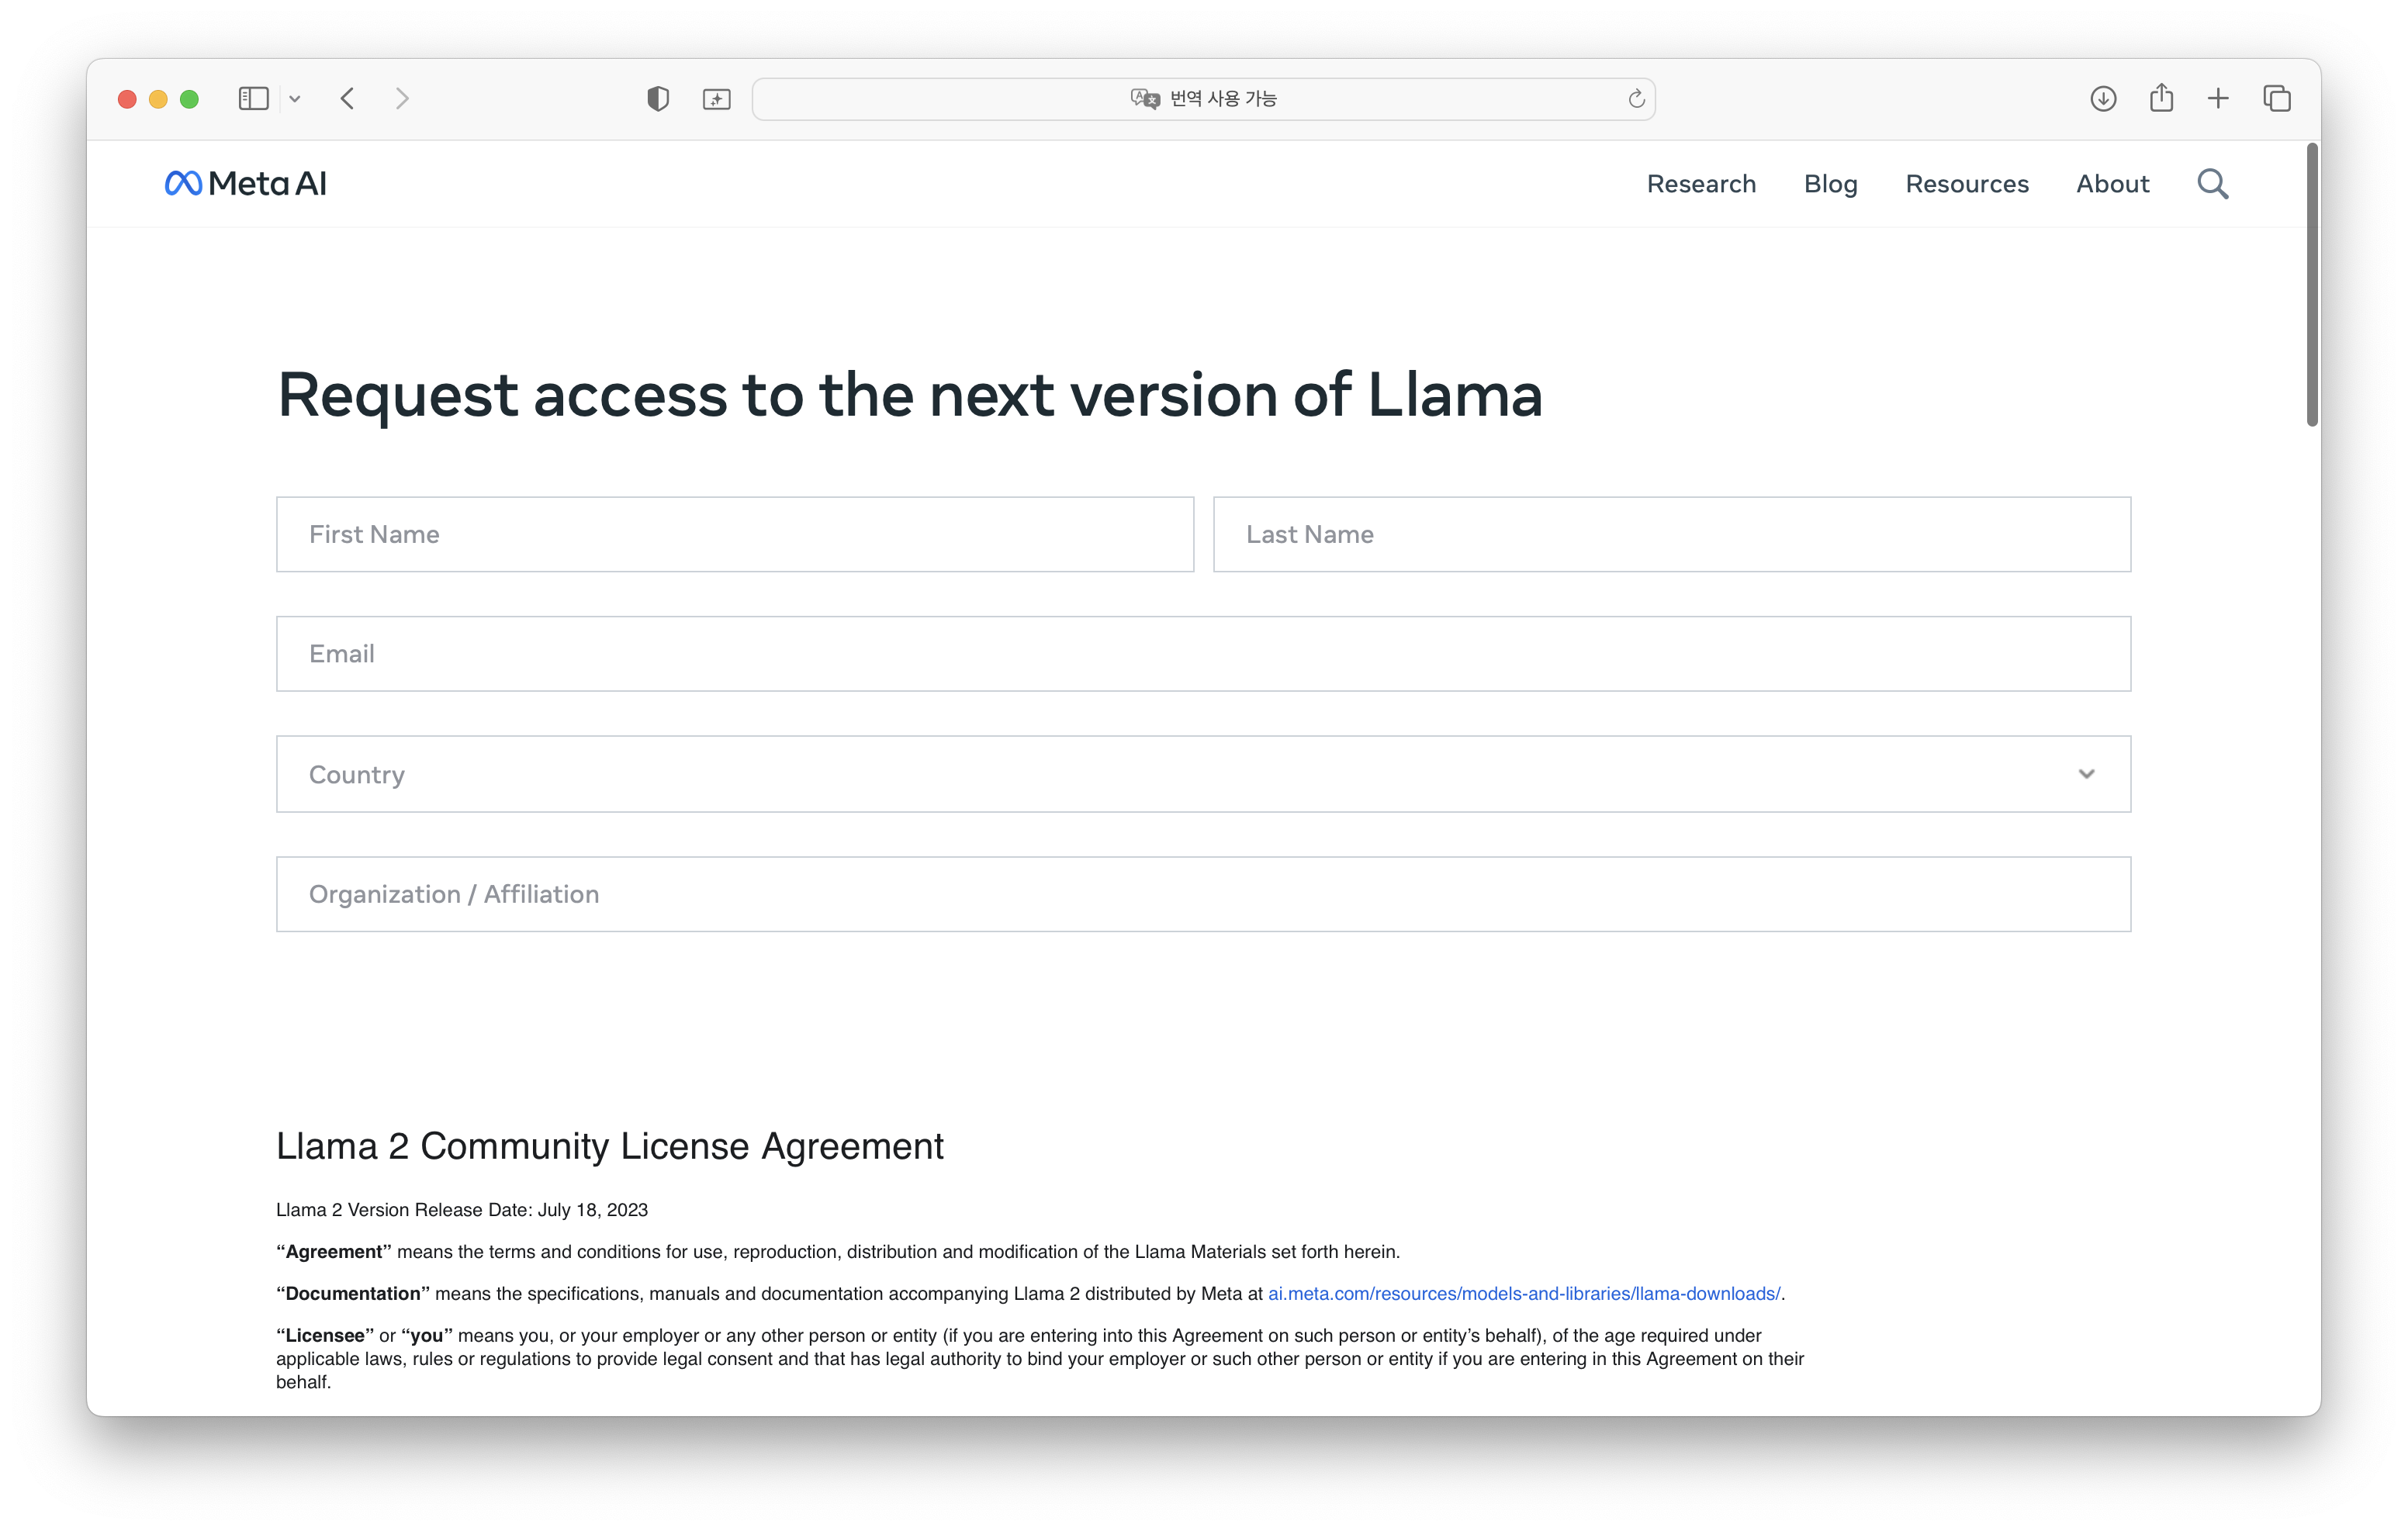 번역 사용 가능
Meta AI
Research Blog Resources About
Request access to the next version of Llama
First Name Last Name
Email
Country
Organization / Affiliation
Llama 2 Community License Agreement
Llama 2 Version Release Date: July 18, 2023
“Agreement” means the terms and conditions for use, reproduction, distribution and modification of the Llama Materials set forth herein.
“Documentation” means the specifications, manuals and documentation accompanying Llama 2 distributed by Meta at ai.meta.com/resources/models-and-libraries/llama-downloads/.
“Licensee” or “you” means you, or your employer or any other person or entity (if you are entering into this Agreement on such person or entity’s behalf), of the age required under
applicable laws, rules or regulations to provide legal consent and that has legal authority to bind your employer or such other person or entity if you are entering in this Agreement on their
behalf.